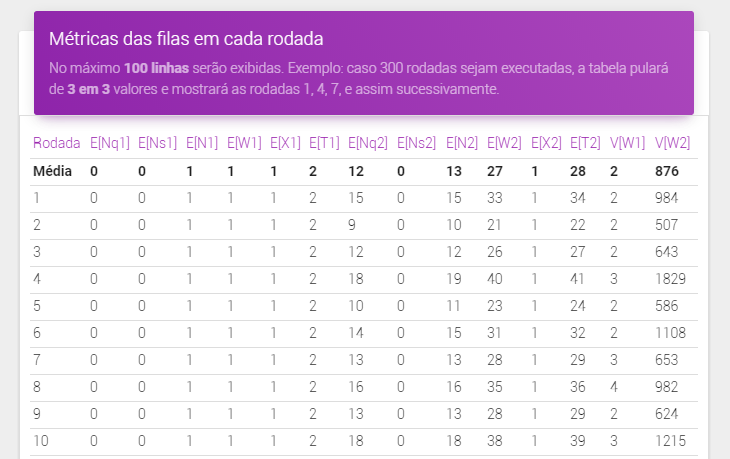 Métricas das filas em cada rodada
No máximo 100 linhas serão exibidas. Exemplo: caso 300 rodadas sejam executadas, a tabela pulará
de 3 em 3 valores e mostrará as rodadas 1, 4, 7, e assim sucessivamente.
Rodada E[Nq1] E[Ns1] E[N1] E[W1] E[X1] E[T1] E[Nq2] E[Ns2] E[N2] E[W2] E[X2] E[T2] V[W1] V[W2]
Média 0 0 1 1 1 2 12 0 13 27 1 28 2 876
1 0 0 1 1 1 2 15 0 15 33 1 34 2 984
2 0 0 1 1 1 2 9 0 10 21 1 22 2 507
3 0 0 1 1 1 2 12 0 12 26 1 27 2 643
4 0 0 1 1 1 2 18 0 19 40 1 41 3 1829
5 0 0 1 1 1 2 10 0 11 23 1 24 2 586
6 0 0 1 1 1 2 14 0 15 31 1 32 2 1108
7 0 0 1 1 1 2 13 0 13 28 1 29 3 653
8 0 0 1 1 1 2 16 0 16 35 1 36 4 982
9 0 0 1 1 1 2 13 0 13 28 1 29 2 624
10 0 0 1 1 1 2 18 0 18 38 1 39 3 1215